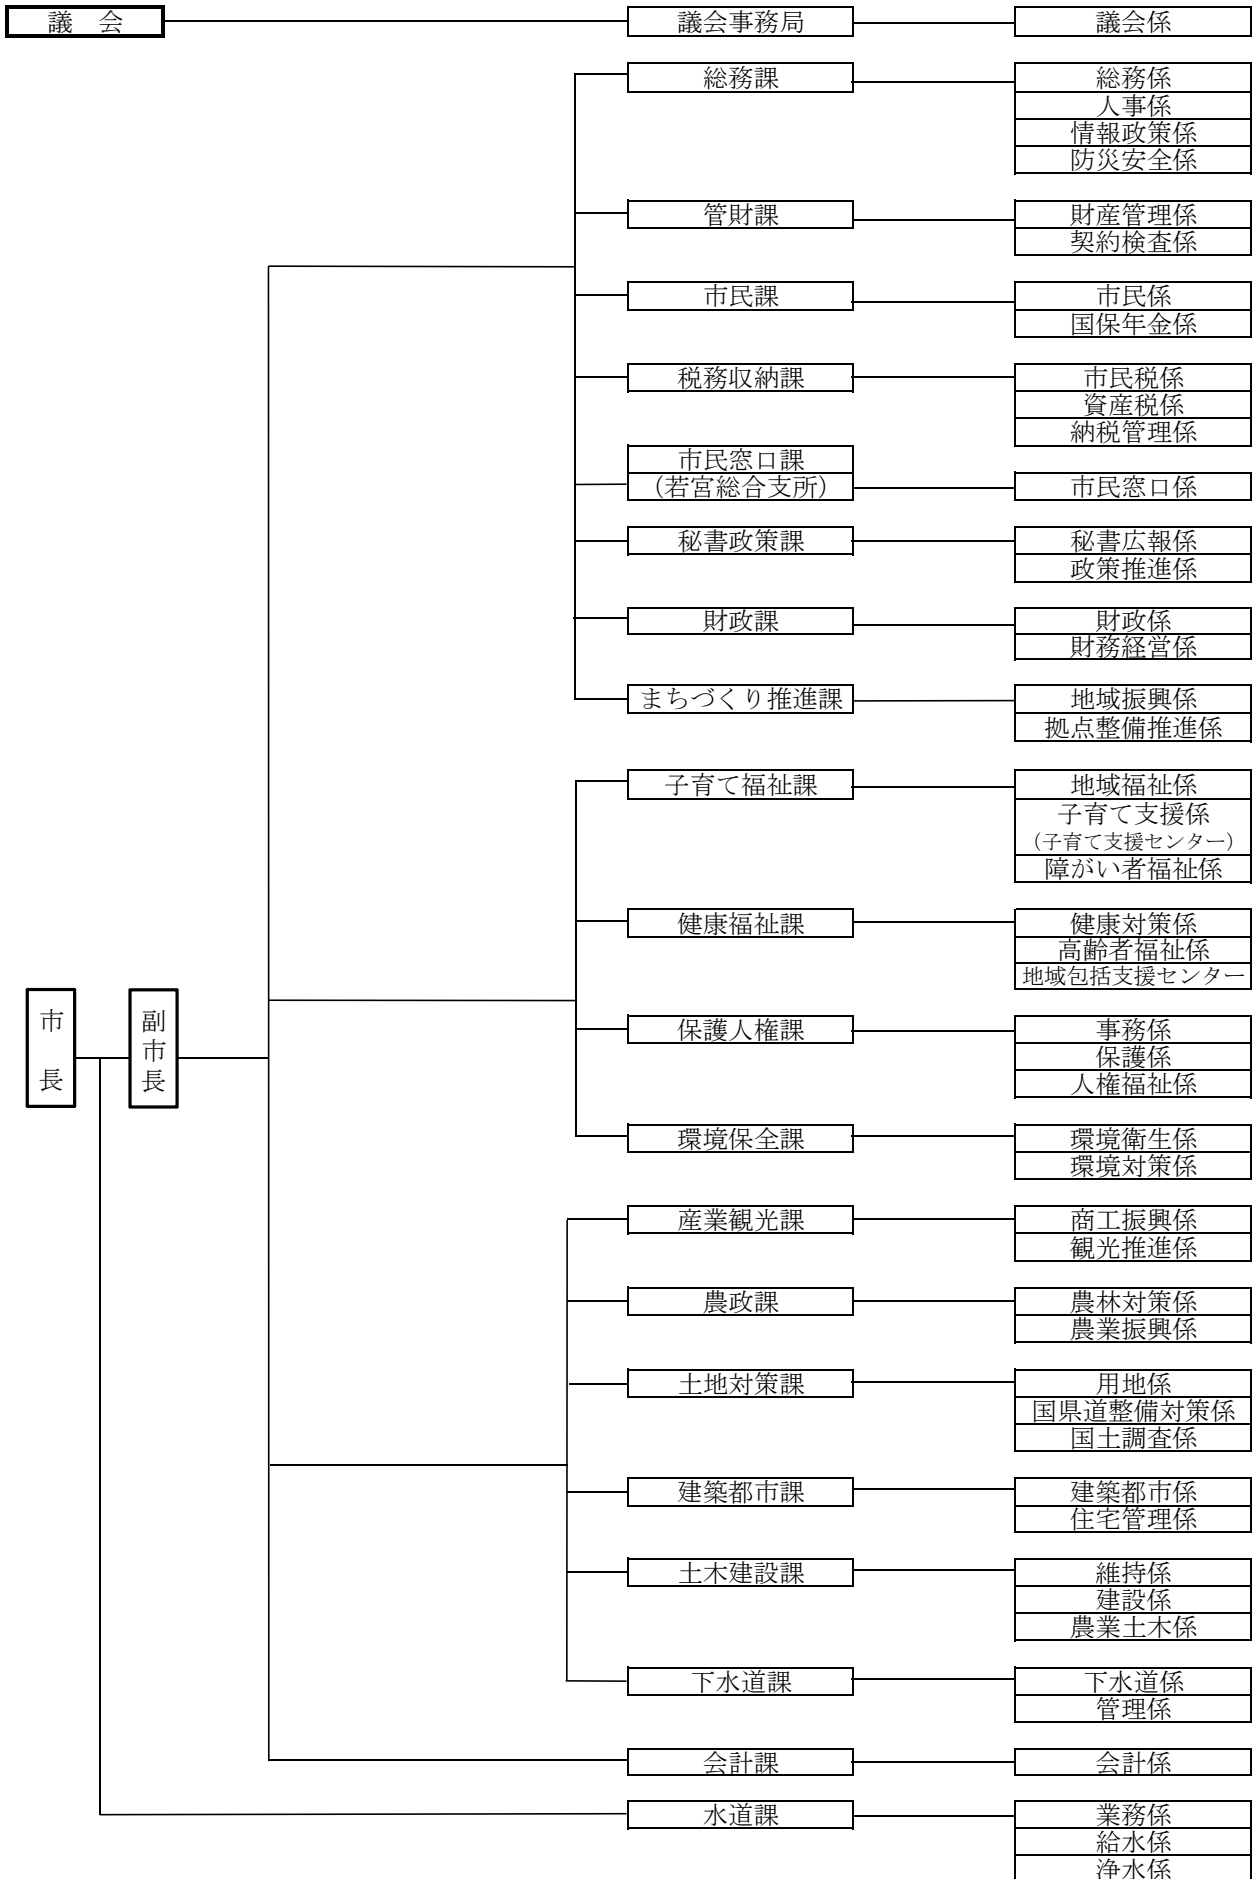 議　会
議会事務局
議会係
総務課
総務係
人事係
情報政策係
防災安全係
管財課
財産管理係
契約検査係
市民課
市民係
国保年金係
税務収納課
市民税係
資産税係
納税管理係
市民窓口課
（若宮総合支所）
市民窓口係
秘書政策課
秘書広報係
政策推進係
財政課
財政係
財務経営係
まちづくり推進課
地域振興係
拠点整備推進係
市長
副市長
子育て福祉課
地域福祉係
子育て支援係
（子育て支援センター）
障がい者福祉係
健康福祉課
健康対策係
高齢者福祉係
地域包括支援センター
保護人権課
事務係
保護係
人権福祉係
環境保全課
環境衛生係
環境対策係
産業観光課
商工振興係
観光推進係
農政課
農林対策係
農業振興係
土地対策課
用地係
国県道整備対策係
国土調査係
建築都市課
建築都市係
住宅管理係
土木建設課
維持係
建設係
農業土木係
下水道課
下水道係
管理係
会計課
会計係
水道課
業務係
給水係
浄水係